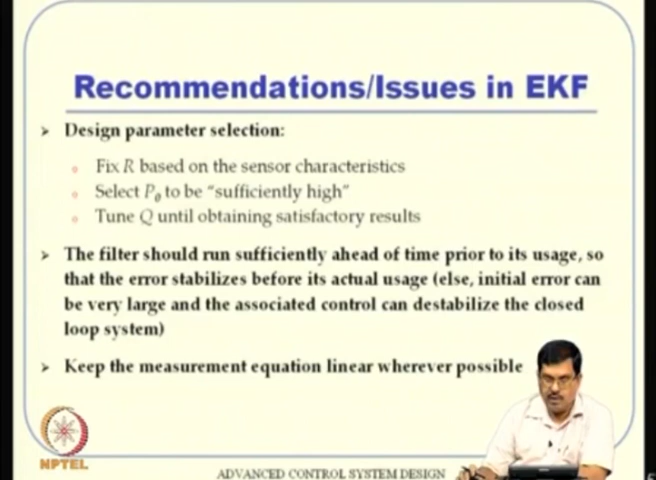 Recommendations/Issues in EKF
Design parameter selection:
Fix R based on the sensor characteristics
Select P₀ to be "sufficiently high"
Tune Q until obtaining satisfactory results
The filter should run sufficiently ahead of time prior to its usage, so
that the error stabilizes before its actual usage (else, initial error can
be very large and the associated control can destabilize the closed
loop system)
Keep the measurement equation linear wherever possible
NPTEL
ADVANCED CONTROL SYSTEM DESIGN
5